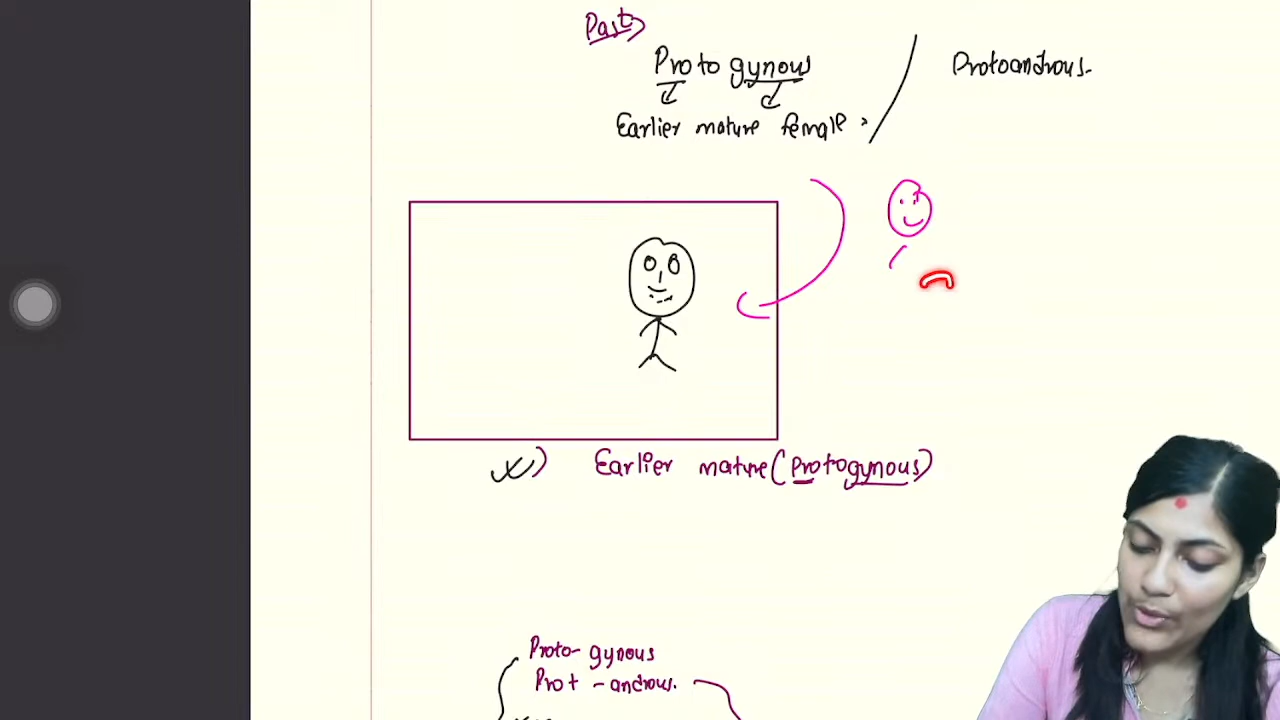 Past
Protogynous / Protoandrous.
Earlier mature female
Earlier mature (Protogynous)
Proto- gynous
Prot - androus.